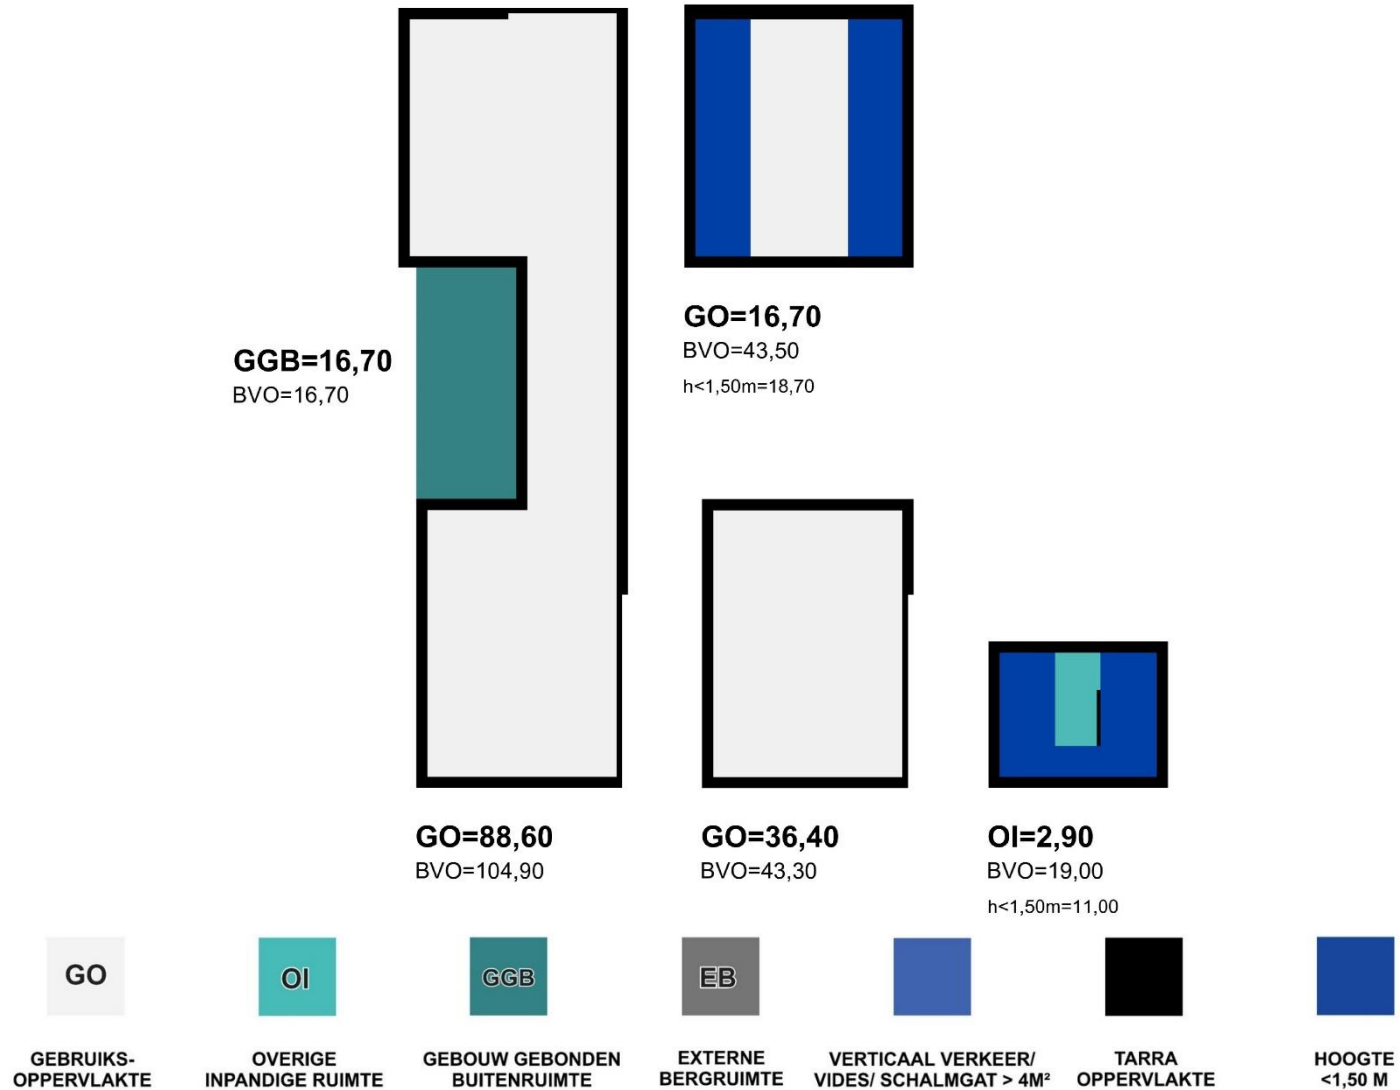 GO=16,70
BVO=43,50
h<1,50m=18,70
GGB=16,70
BVO=16,70
GO=88,60
BVO=104,90
GO=36,40
BVO=43,30
OI=2,90
BVO=19,00
h<1,50m=11,00
GO
OI
GGB
EB
GEBRUIKS-
OPPERVLAKTE
OVERIGE
INPANDIGE RUIMTE
GEBOUW GEBONDEN
BUITENRUIMTE
EXTERNE
BERGRUIMTE
VERTICAAL VERKEER/
VIDES/ SCHALMGAT > 4M²
TARRA
OPPERVLAKTE
HOOGTE
<1,50 M